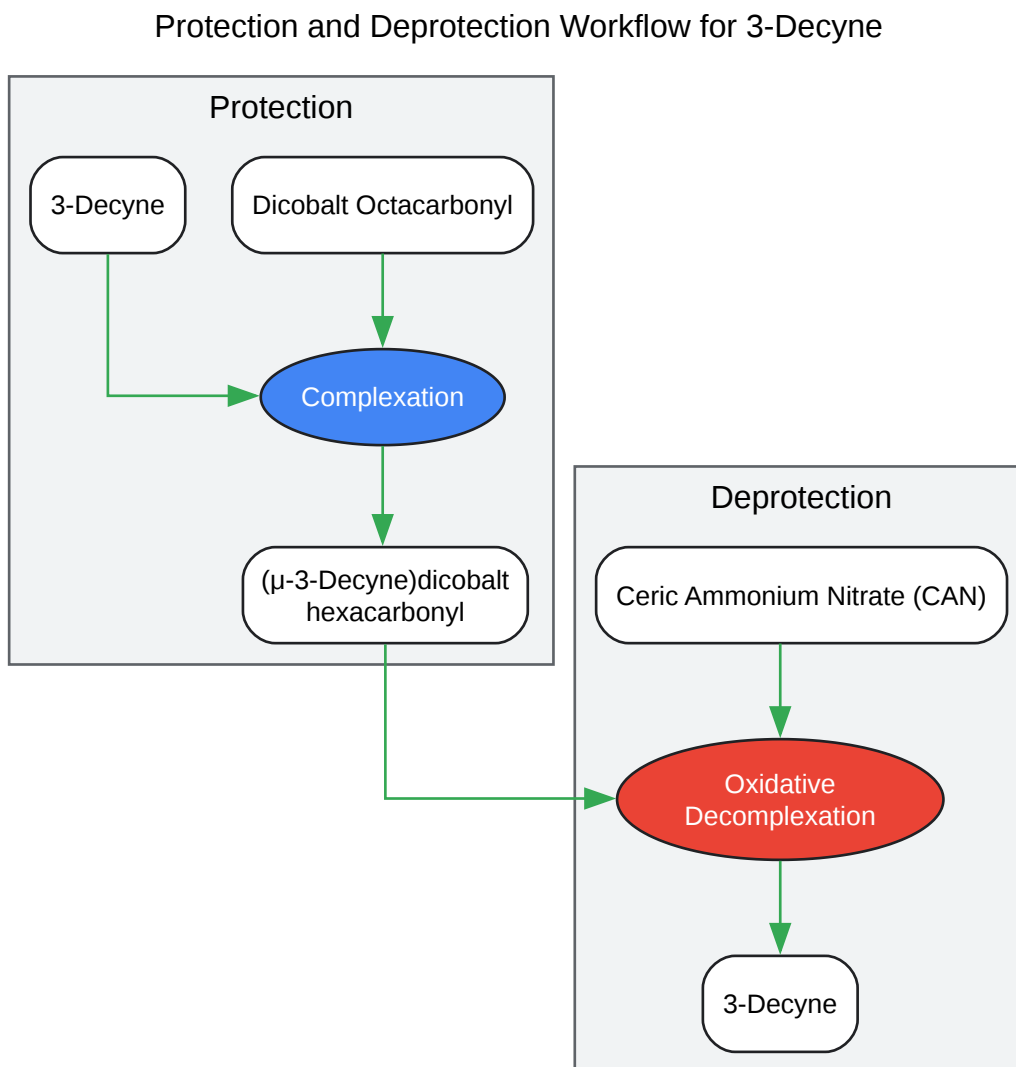 Protection and Deprotection Workflow for 3-Decyne
Protection
3-Decyne
Dicobalt Octacarbonyl
Complexation
(μ-3-Decyne)dicobalt
hexacarbonyl
Deprotection
Ceric Ammonium Nitrate (CAN)
Oxidative
Decomplexation
3-Decyne